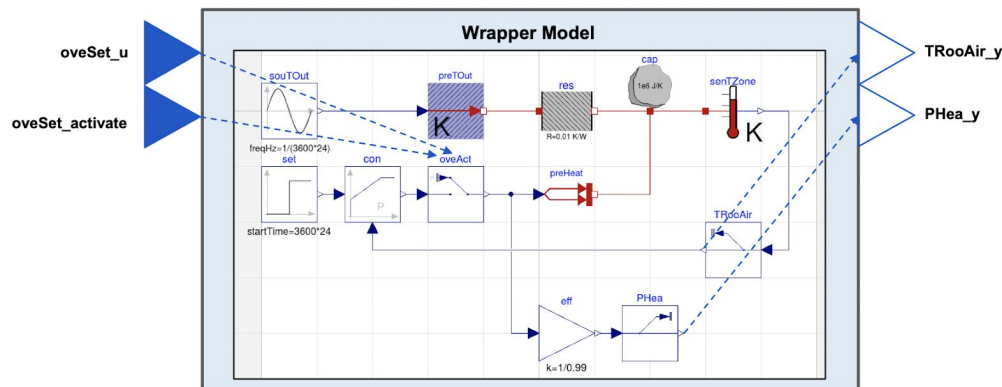 Wrapper Model
oveSet_u
TRooAir_y
oveSet_activate
PHea_y
souTOut
preTOut
res
cap
senTZone
1e6 J/K
K
K
R=0.01 K/W
freqHz=1/(3600*24)
set
con
oveAct
preHeat
P
startTime=3600*24
TRooAir
eff
PHea
k=1/0.99